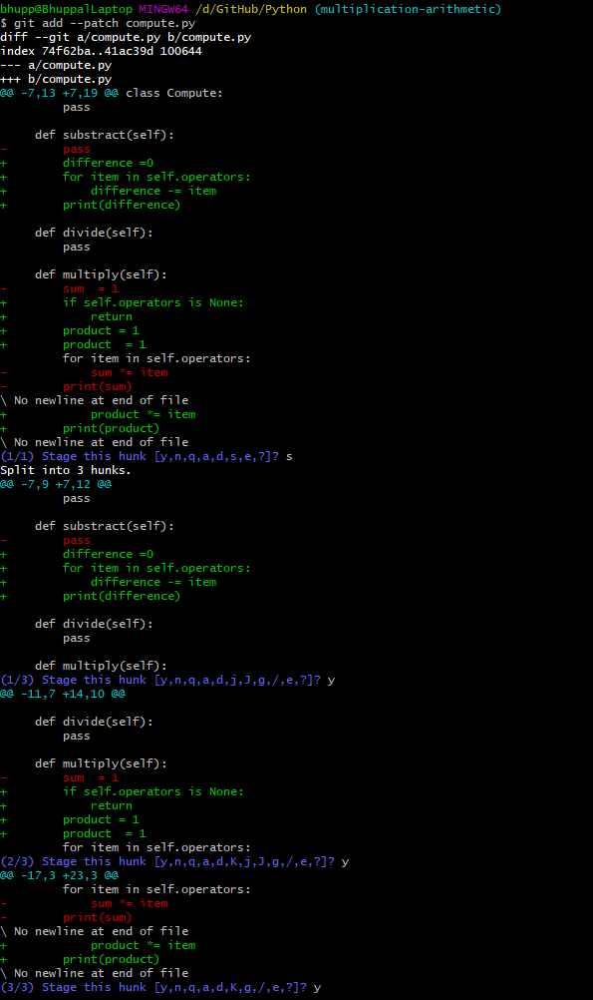 bhupp@BhuppalLaptop MINGW64 /d/GitHub/Python (multiplication-arithmetic)
$ git add --patch compute.py
diff --git a/compute.py b/compute.py
index 74f62ba..41ac39d 100644
--- a/compute.py
+++ b/compute.py
@@ -7,13 +7,19 @@ class Compute:
         pass
     def substract(self):
-        pass
+        difference =0
+        for item in self.operators:
+            difference -= item
+        print(difference)
     def divide(self):
         pass
     def multiply(self):
-        sum  = 1
+        if self.operators is None:
+            return
+        product = 1
+        product  = 1
         for item in self.operators:
-            sum *= item
-        print(sum)
\ No newline at end of file
+            product *= item
+        print(product)
\ No newline at end of file
(1/1) Stage this hunk [y,n,q,a,d,s,e,?]? s
Split into 3 hunks.
@@ -7,9 +7,12 @@
         pass
     def substract(self):
-        pass
+        difference =0
+        for item in self.operators:
+            difference -= item
+        print(difference)
     def divide(self):
         pass
     def multiply(self):
(1/3) Stage this hunk [y,n,q,a,d,j,J,g,/,e,?]? y
@@ -11,7 +14,10 @@
     def divide(self):
         pass
     def multiply(self):
-        sum  = 1
+        if self.operators is None:
+            return
+        product = 1
+        product  = 1
         for item in self.operators:
(2/3) Stage this hunk [y,n,q,a,d,K,j,J,g,/,e,?]? y
@@ -17,3 +23,3 @@
         for item in self.operators:
-            sum *= item
-        print(sum)
\ No newline at end of file
+            product *= item
+        print(product)
\ No newline at end of file
(3/3) Stage this hunk [y,n,q,a,d,K,g,/,e,?]? y